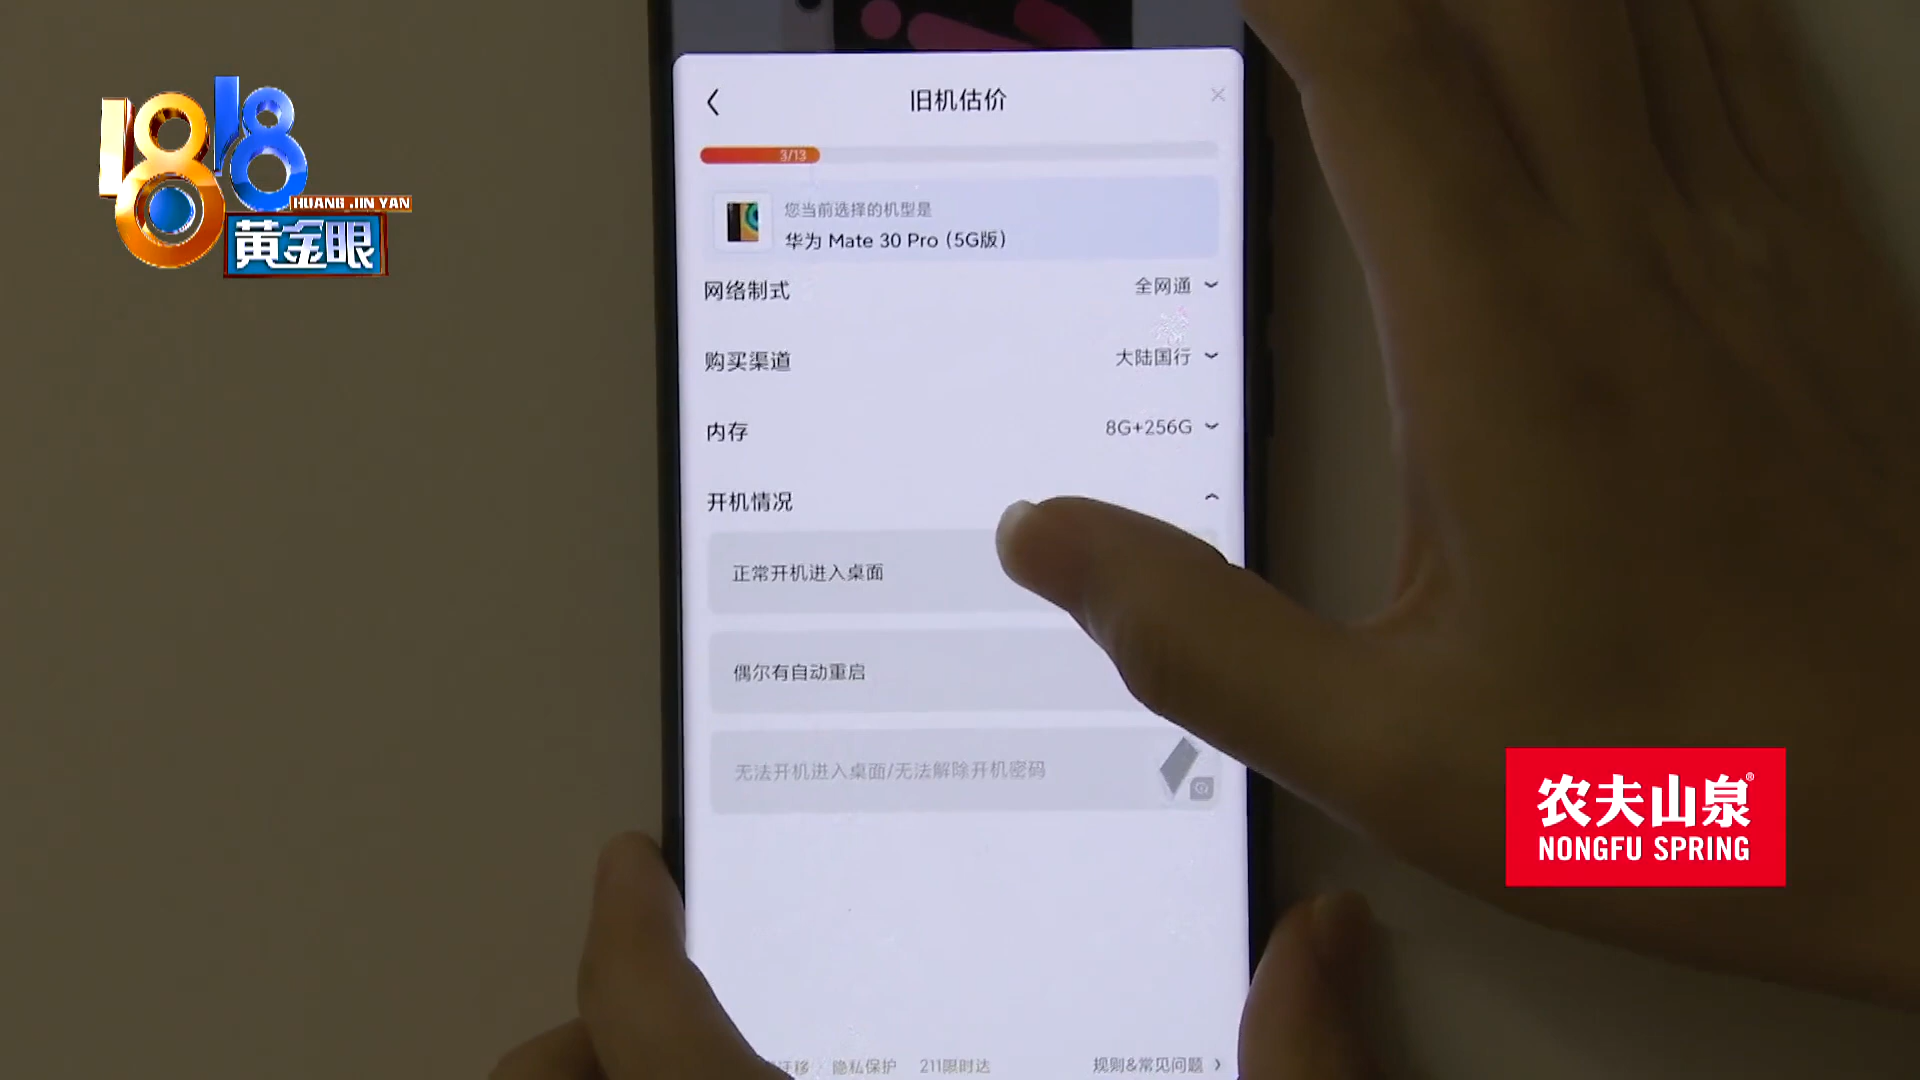 1818
HUANG JIN YAN
黄金眼
旧机估价
3/13
您当前选择的机型是
华为 Mate 30 Pro (5G版)
网络制式
全网通
购买渠道
大陆国行
内存
8G+256G
开机情况
正常开机进入桌面
偶尔有自动重启
无法开机进入桌面/无法解除开机密码
农夫山泉®
NONGFU SPRING
迁移
隐私保护
211限时达
规则&常见问题